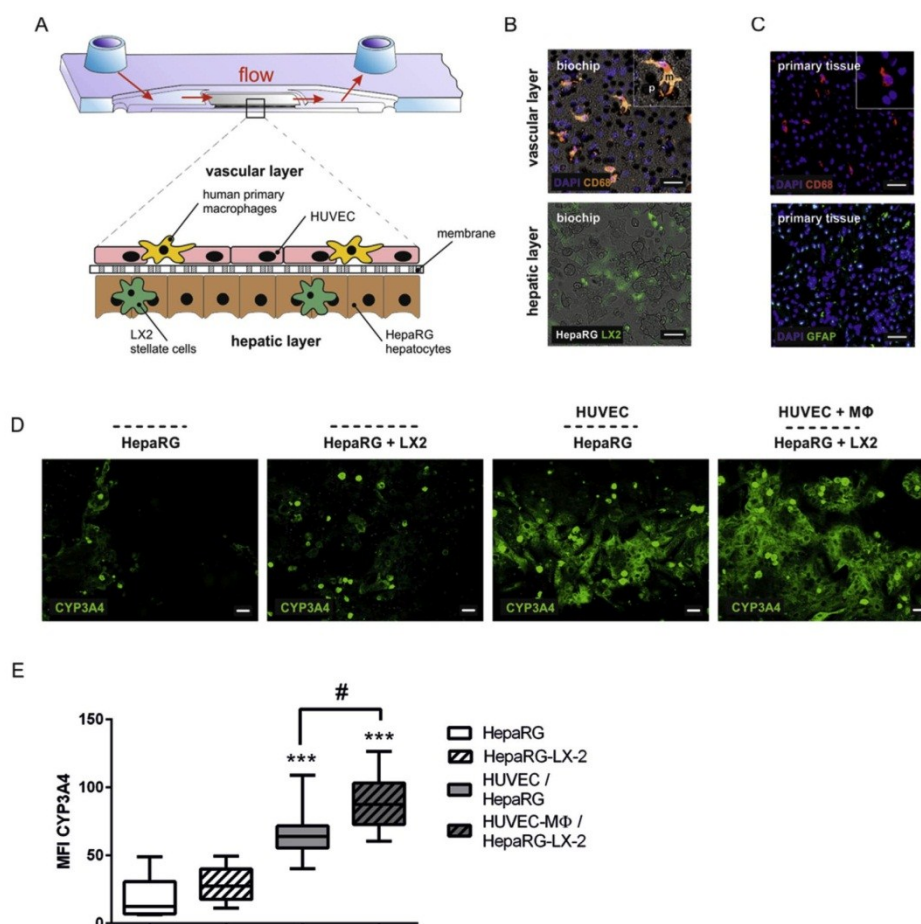 A
flow
vascular layer
human primary
macrophages
HUVEC
membrane
LX2
stellate cells
hepatic layer
HepaRG
hepatocytes
B
vascular layer
biochip
m
p
DAPI CD68
hepatic layer
biochip
HepaRG LX2
C
primary tissue
DAPI CD68
primary tissue
DAPI GFAP
D
HepaRG
CYP3A4
HepaRG + LX2
CYP3A4
HUVEC
HepaRG
CYP3A4
HUVEC + MΦ
HepaRG + LX2
CYP3A4
E
MFI CYP3A4
150
100
50
0
***
#
***
HepaRG
HepaRG-LX-2
HUVEC /
HepaRG
HUVEC-MΦ /
HepaRG-LX-2